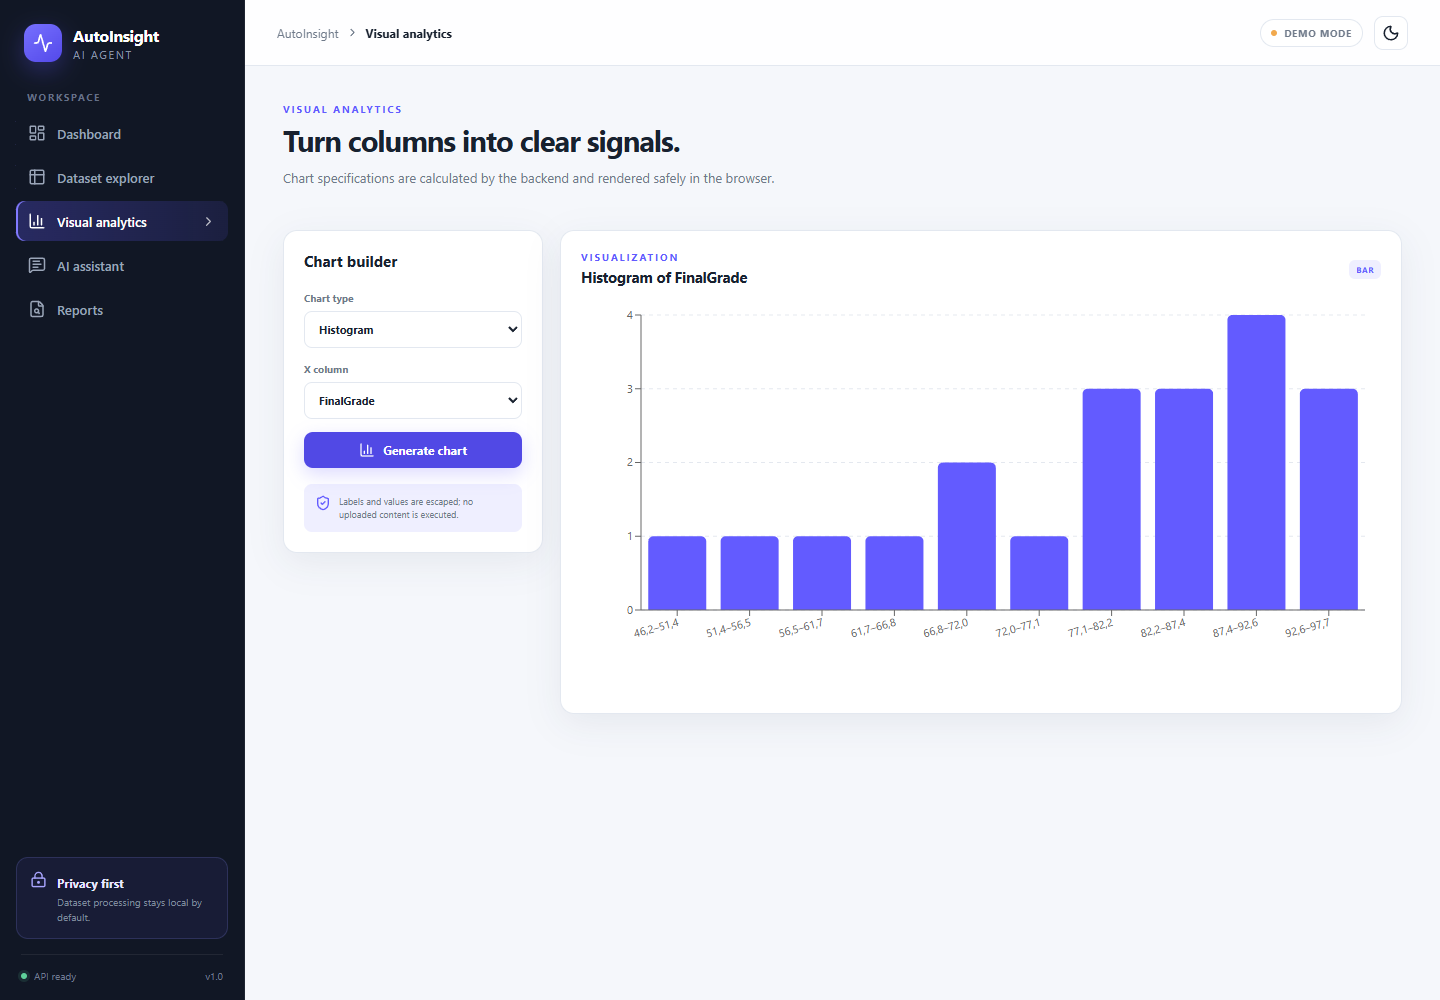 AutoInsight
AI AGENT
WORKSPACE
Dashboard
Dataset explorer
Visual analytics
AI assistant
Reports
Privacy first
Dataset processing stays local by
default.
API ready
v1.0
AutoInsight
Visual analytics
DEMO MODE
VISUAL ANALYTICS
Turn columns into clear signals.
Chart specifications are calculated by the backend and rendered safely in the browser.
Chart builder
Chart type
Histogram
X column
FinalGrade
Generate chart
Labels and values are escaped; no
uploaded content is executed.
VISUALIZATION
Histogram of FinalGrade
BAR
4
3
2
1
0
46,2–51,4
51,4–56,5
56,5–61,7
61,7–66,8
66,8–72,0
72,0–77,1
77,1–82,2
82,2–87,4
87,4–92,6
92,6–97,7